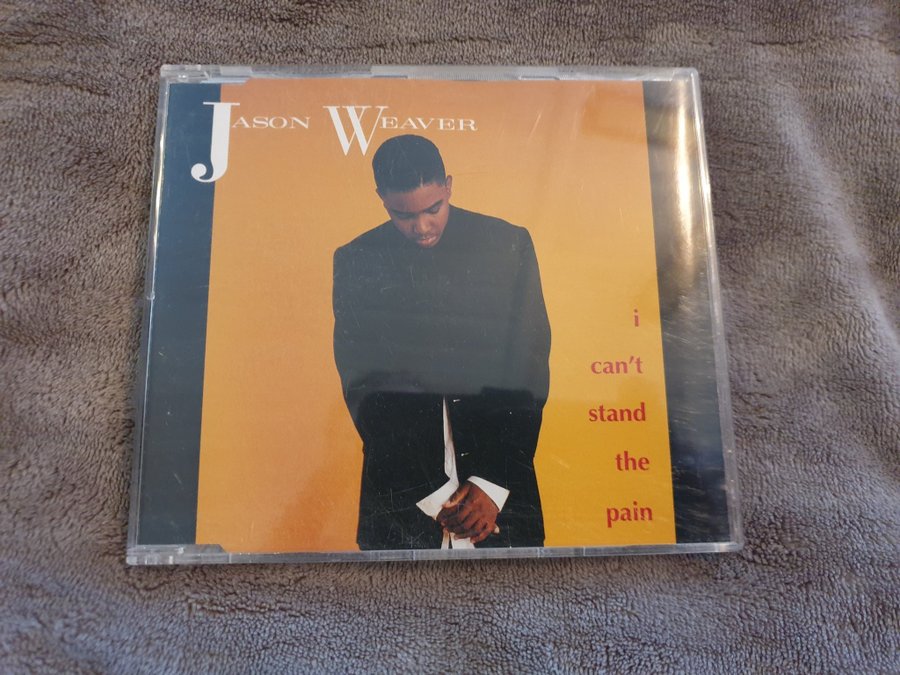 JASON WEAVER
i
can't
stand
the
pain